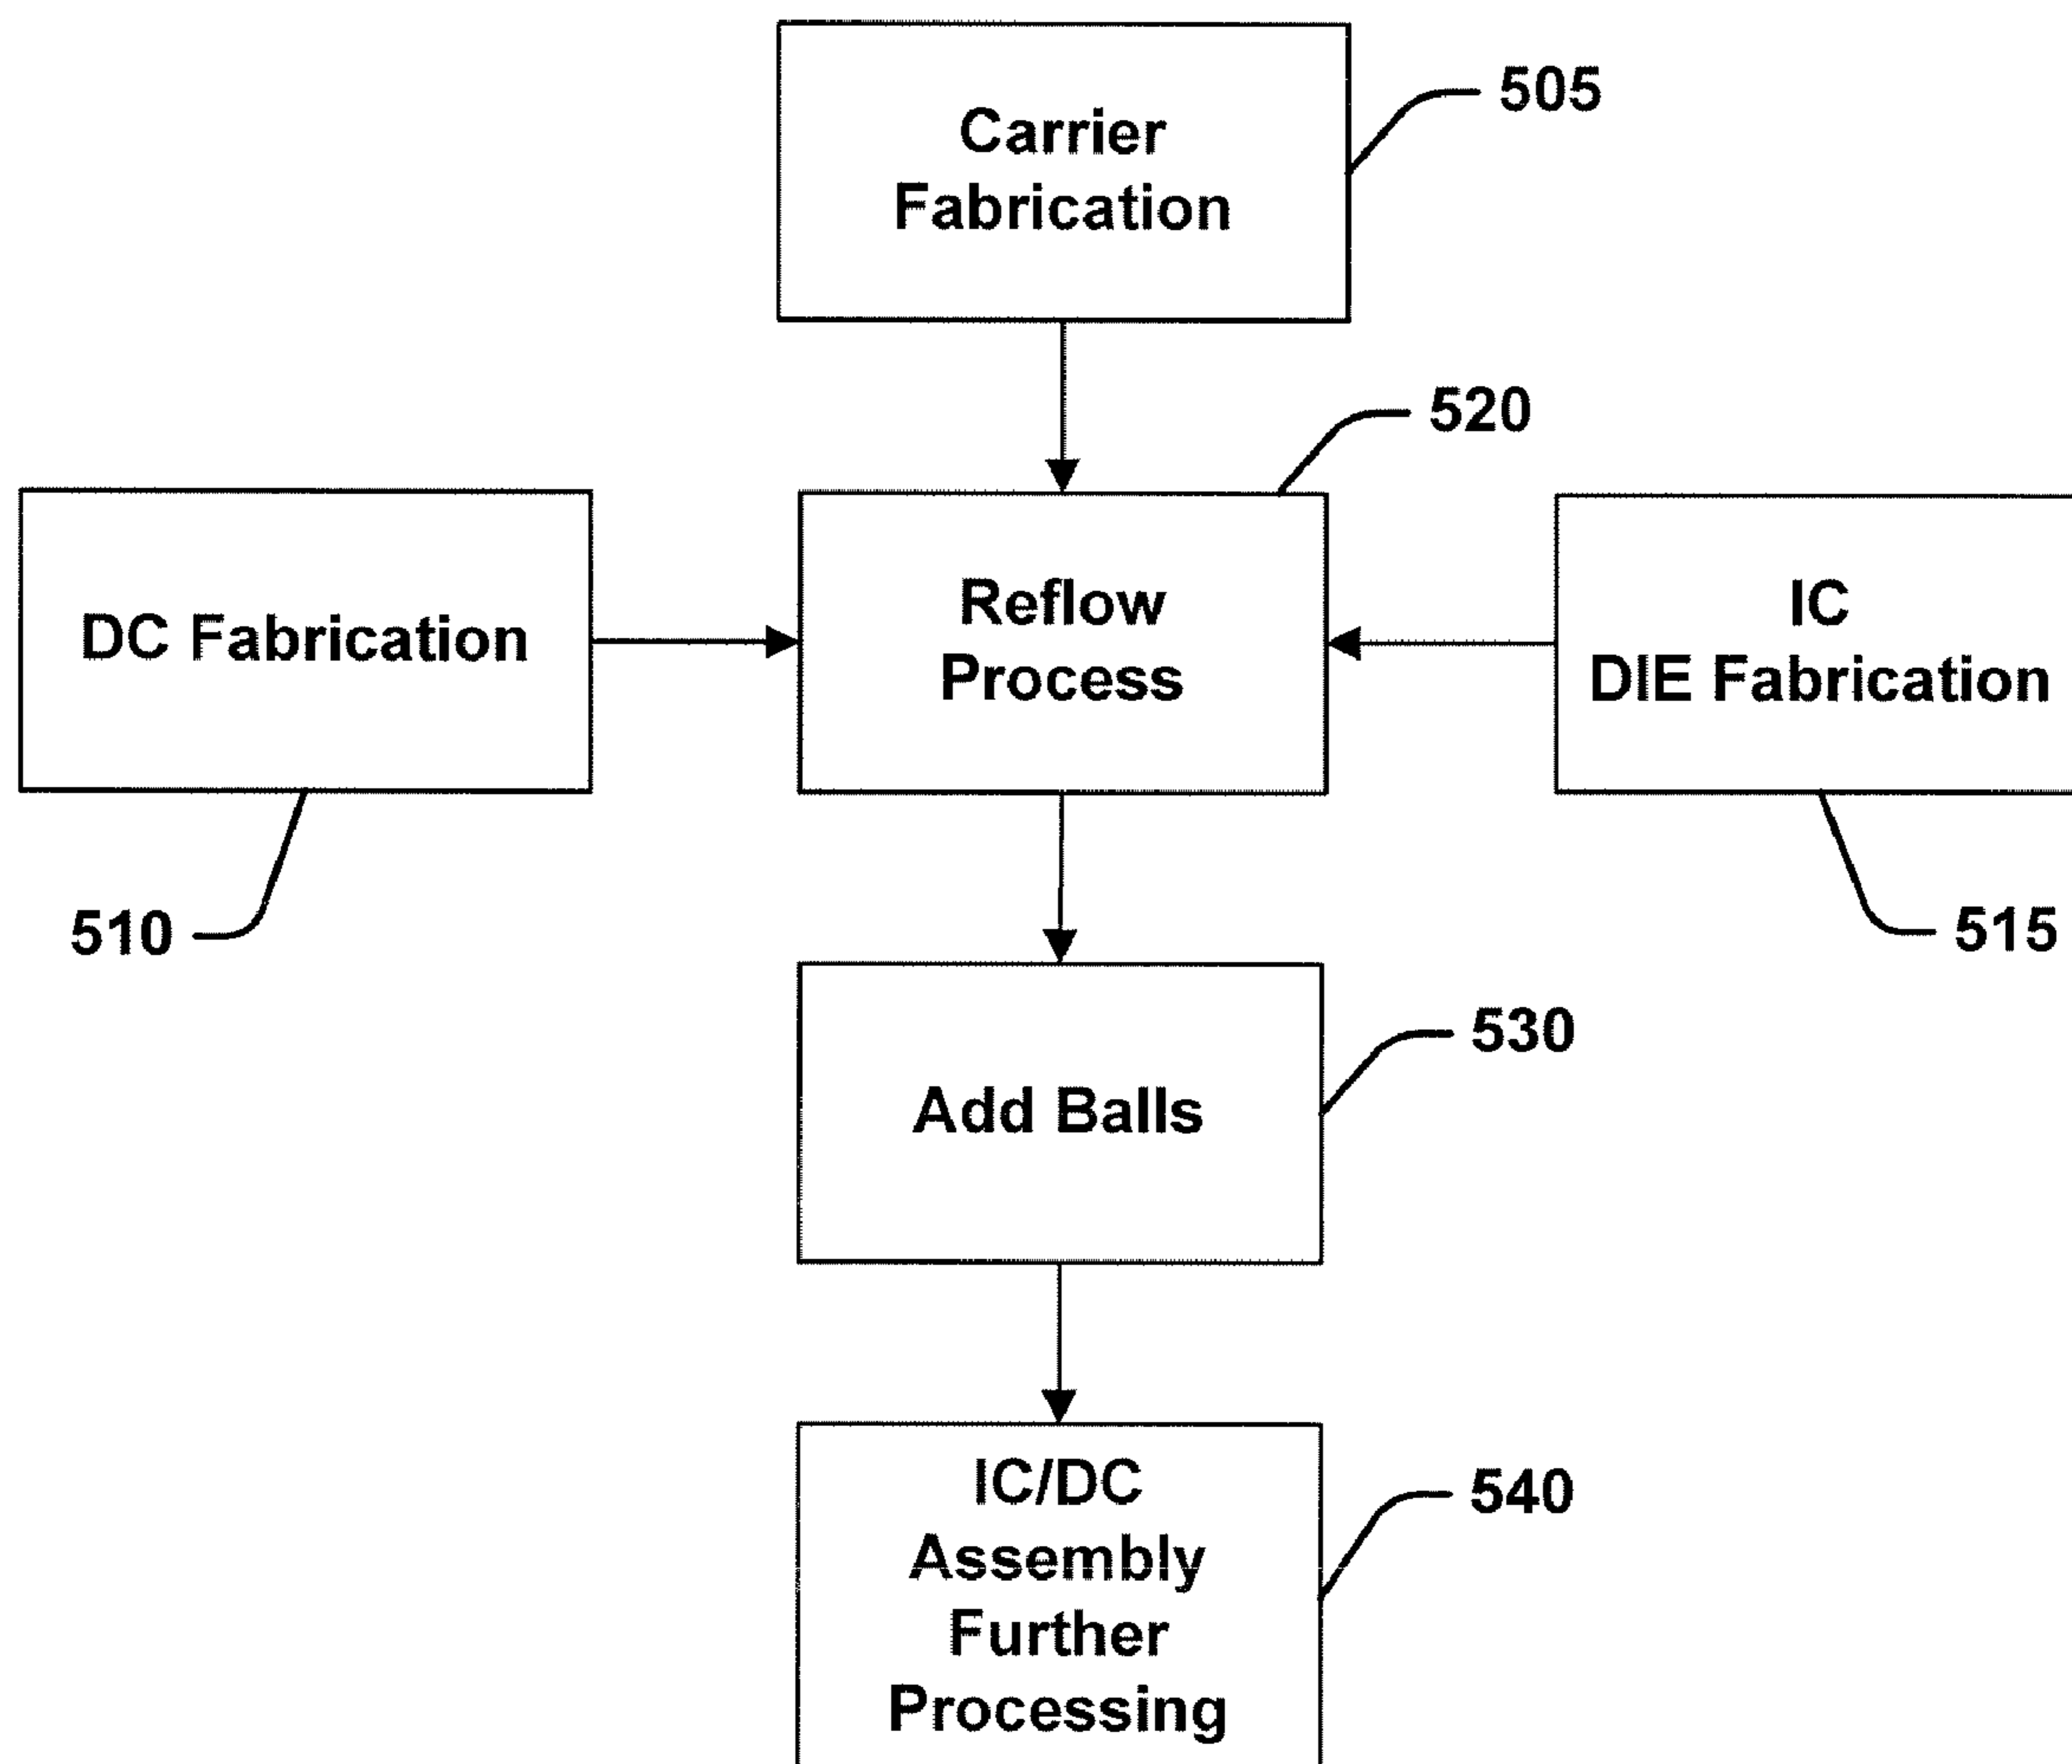 Carrier
Fabrication
505
520
DC Fabrication
Reflow
Process
IC
DIE Fabrication
510
515
530
Add Balls
IC/DC
Assembly
Further
Processing
540